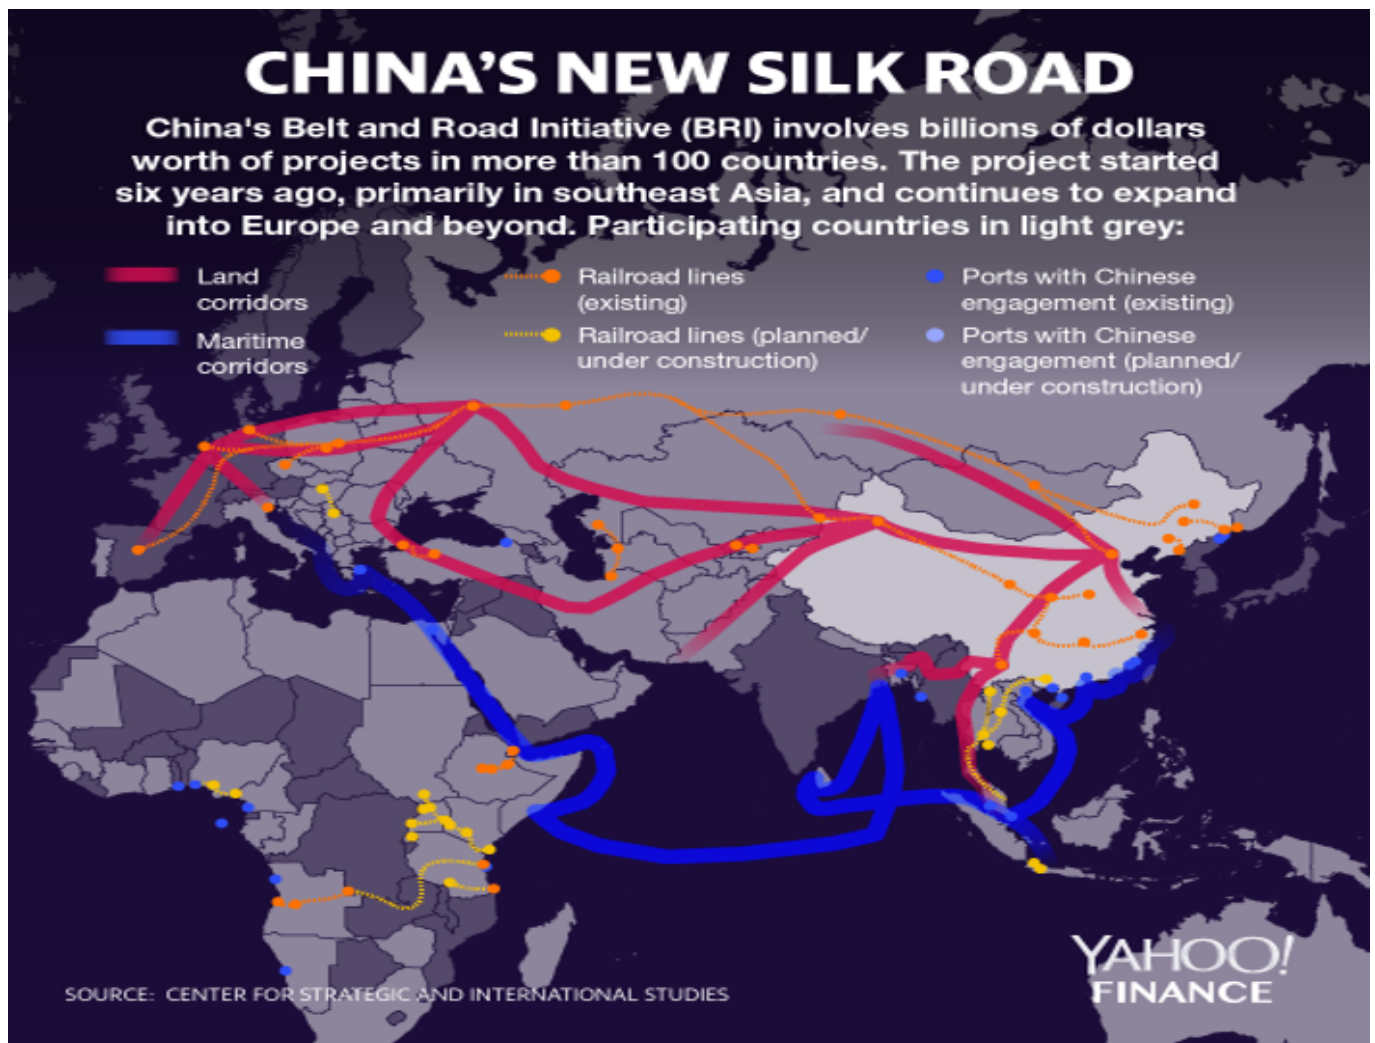 CHINA'S NEW SILK ROAD
China's Belt and Road Initiative (BRI) involves billions of dollars
worth of projects in more than 100 countries. The project started
six years ago, primarily in southeast Asia, and continues to expand
into Europe and beyond. Participating countries in light grey:
Land
corridors
Maritime
corridors
Railroad lines
(existing)
Railroad lines (planned/
under construction)
Ports with Chinese
engagement (existing)
Ports with Chinese
engagement (planned/
under construction)
YAHOO!
FINANCE
SOURCE: CENTER FOR STRATEGIC AND INTERNATIONAL STUDIES